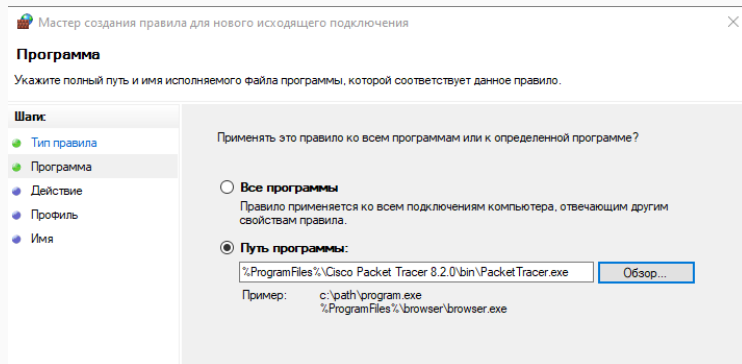 Мастер создания правила для нового исходящего подключения
Программа
Укажите полный путь и имя исполняемого файла программы, которой соответствует данное правило.
Шаги:
Тип правила
Программа
Действие
Профиль
Имя
Применять это правило ко всем программам или к определенной программе?
Все программы
Правило применяется ко всем подключениям компьютера, отвечающим другим
свойствам правила.
Путь программы:
%ProgramFiles%\Cisco Packet Tracer 8.2.0\bin\PacketTracer.exe
Обзор...
Пример:
c:\path\program.exe
%ProgramFiles%\browser\browser.exe